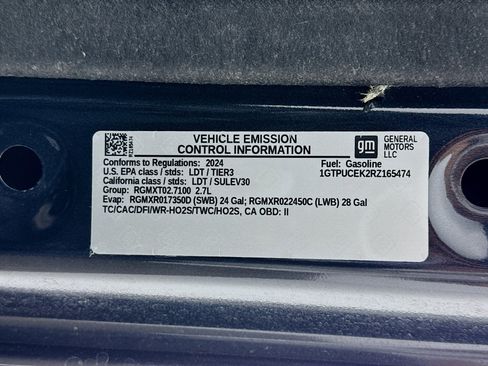 VEHICLE EMISSION
CONTROL INFORMATION
gm GENERAL
MOTORS
LLC
Conforms to Regulations: 2024
Fuel: Gasoline
U.S. EPA class / stds: LDT / TIER3
1GTPUCEK2RZ165474
California class / stds: LDT / SULEV30
Group: RGMXT02.7100 2.7L
Evap: RGMXR017350D (SWB) 24 Gal; RGMXR022450C (LWB) 28 Gal
TC/CAC/DFI/WR-HO2S/TWC/HO2S, CA OBD: II